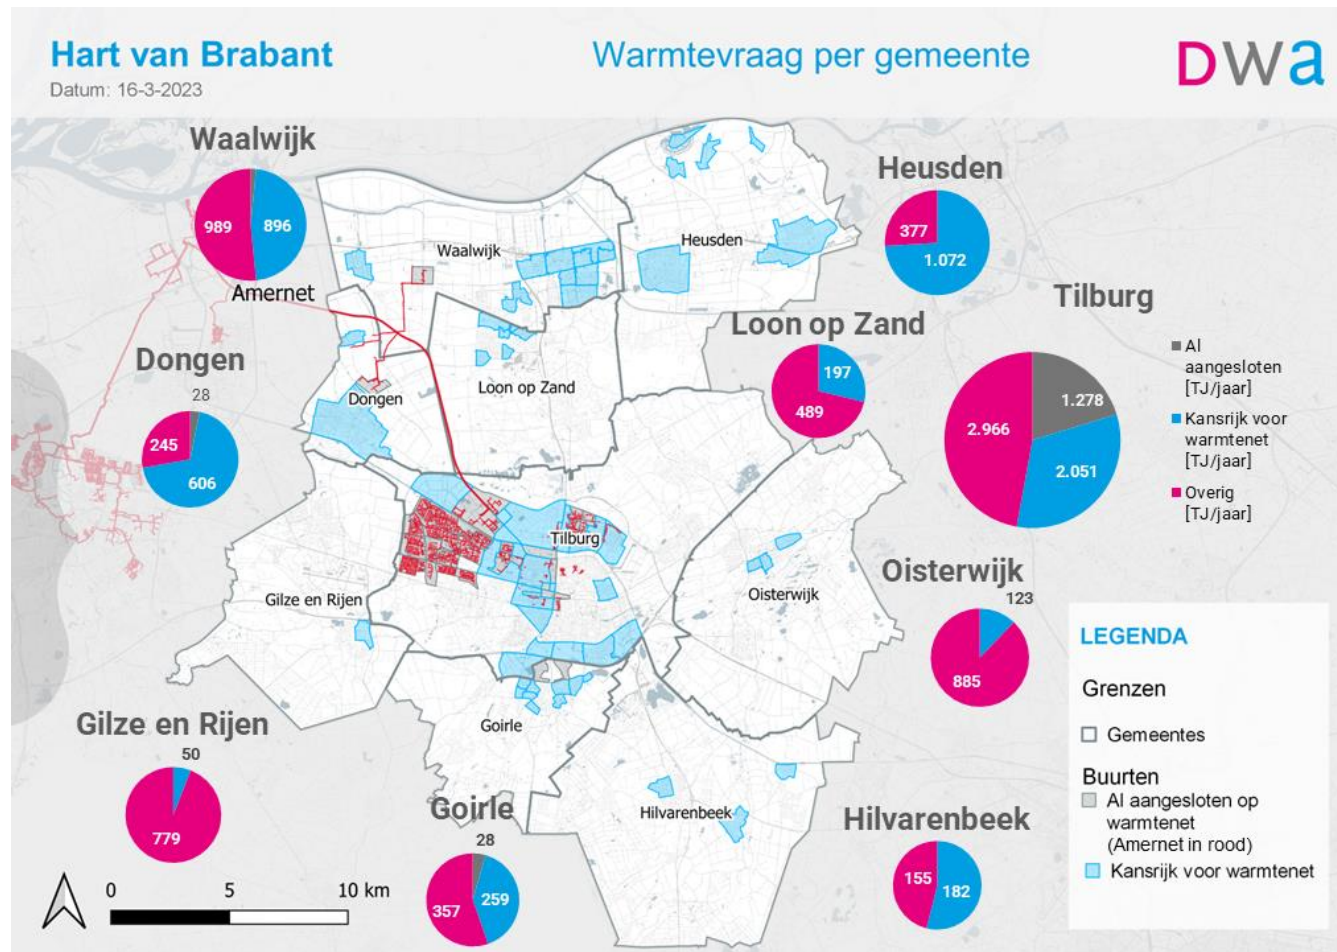 Hart van Brabant
Datum: 16-3-2023
Warmtevraag per gemeente
DWa
Waalwijk
989
896
Amernet
Waalwijk
Heusden
Heusden
377
1.072
Tilburg
Al
aangesloten
[TJ/jaar]
Kansrijk voor
warmtenet
[TJ/jaar]
Overig
[TJ/jaar]
1.278
2.966
2.051
Loon op Zand
197
489
Loon op Zand
Dongen
28
245
606
Dongen
Tilburg
Gilze en Rijen
Oisterwijk
Oisterwijk
123
885
Gilze en Rijen
50
779
Goirle
Goirle
28
259
357
Hilvarenbeek
Hilvarenbeek
155
182
0 5 10 km
LEGENDA
Grenzen
Gemeentes
Buurten
Al aangesloten op
warmtenet
(Amernet in rood)
Kansrijk voor warmtenet